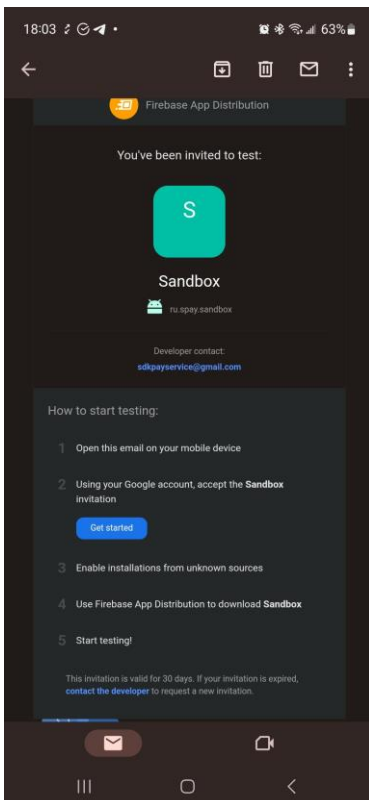 18:03
63%
Firebase App Distribution
You've been invited to test:
S
Sandbox
ru.spay.sandbox
Developer contact:
sdkpayservice@gmail.com
How to start testing:
1 Open this email on your mobile device
2 Using your Google account, accept the Sandbox
invitation
Get started
3 Enable installations from unknown sources
4 Use Firebase App Distribution to download Sandbox
5 Start testing!
This invitation is valid for 30 days. If your invitation is expired,
contact the developer to request a new invitation.